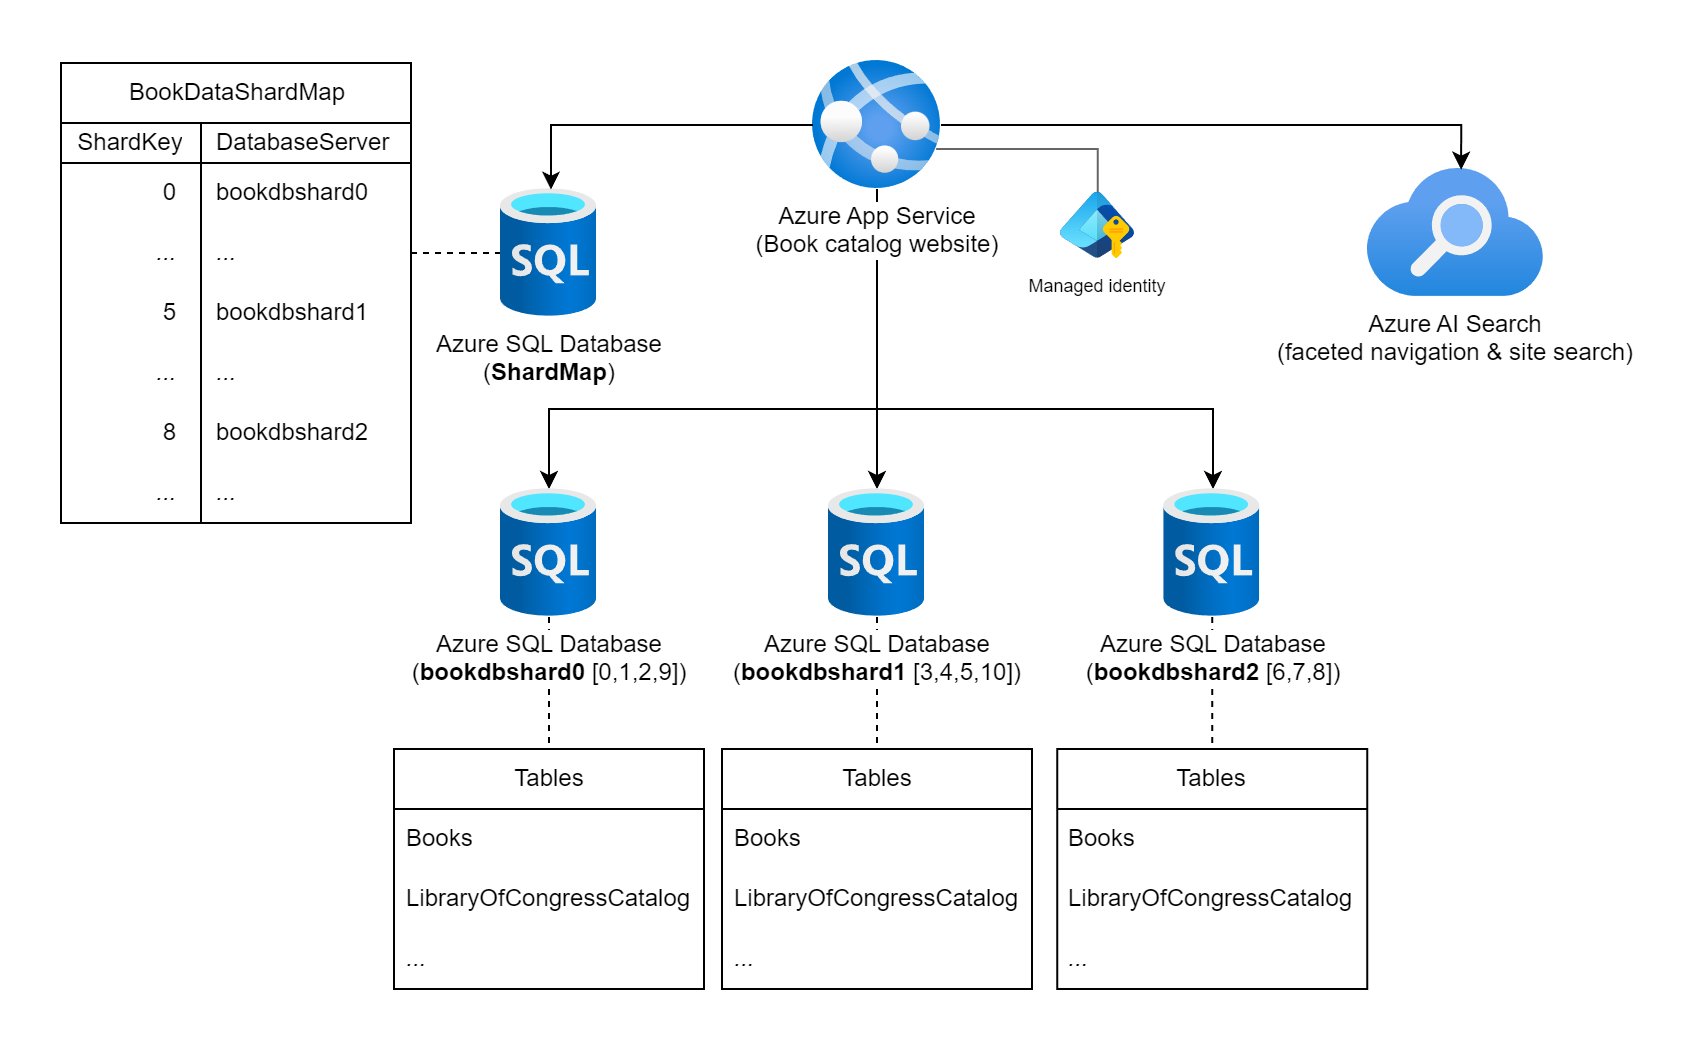 BookDataShardMap
ShardKey DatabaseServer
0 bookdbshard0
... ...
5 bookdbshard1
... ...
8 bookdbshard2
... ...
SQL
Azure SQL Database
(ShardMap)
Azure App Service
(Book catalog website)
Managed identity
Azure AI Search
(faceted navigation & site search)
SQL
Azure SQL Database
(bookdbshard0 [0,1,2,9])
SQL
Azure SQL Database
(bookdbshard1 [3,4,5,10])
SQL
Azure SQL Database
(bookdbshard2 [6,7,8])
Tables
Books
LibraryOfCongressCatalog
...
Tables
Books
LibraryOfCongressCatalog
...
Tables
Books
LibraryOfCongressCatalog
...